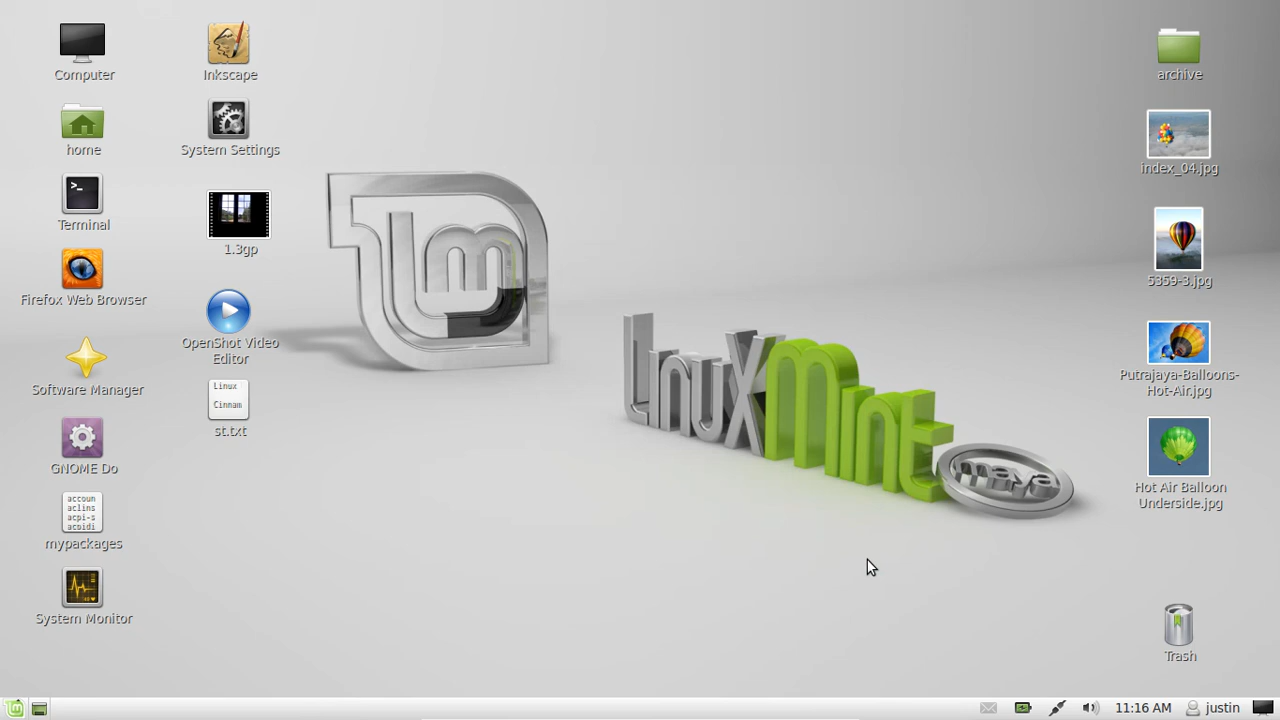 Computer
home
>_
Terminal
Firefox Web Browser
Software Manager
GNOME Do
accoun
aclins
acpi-s
acpidi
mypackages
System Monitor
Inkscape
System Settings
1.3gp
OpenShot Video
Editor
Linux
Cinnam
st.txt
lm
LinuxMint
maya
archive
index_04.jpg
5359-3.jpg
Putrajaya-Balloons-
Hot-Air.jpg
Hot Air Balloon
Underside.jpg
Trash
11:16 AM justin